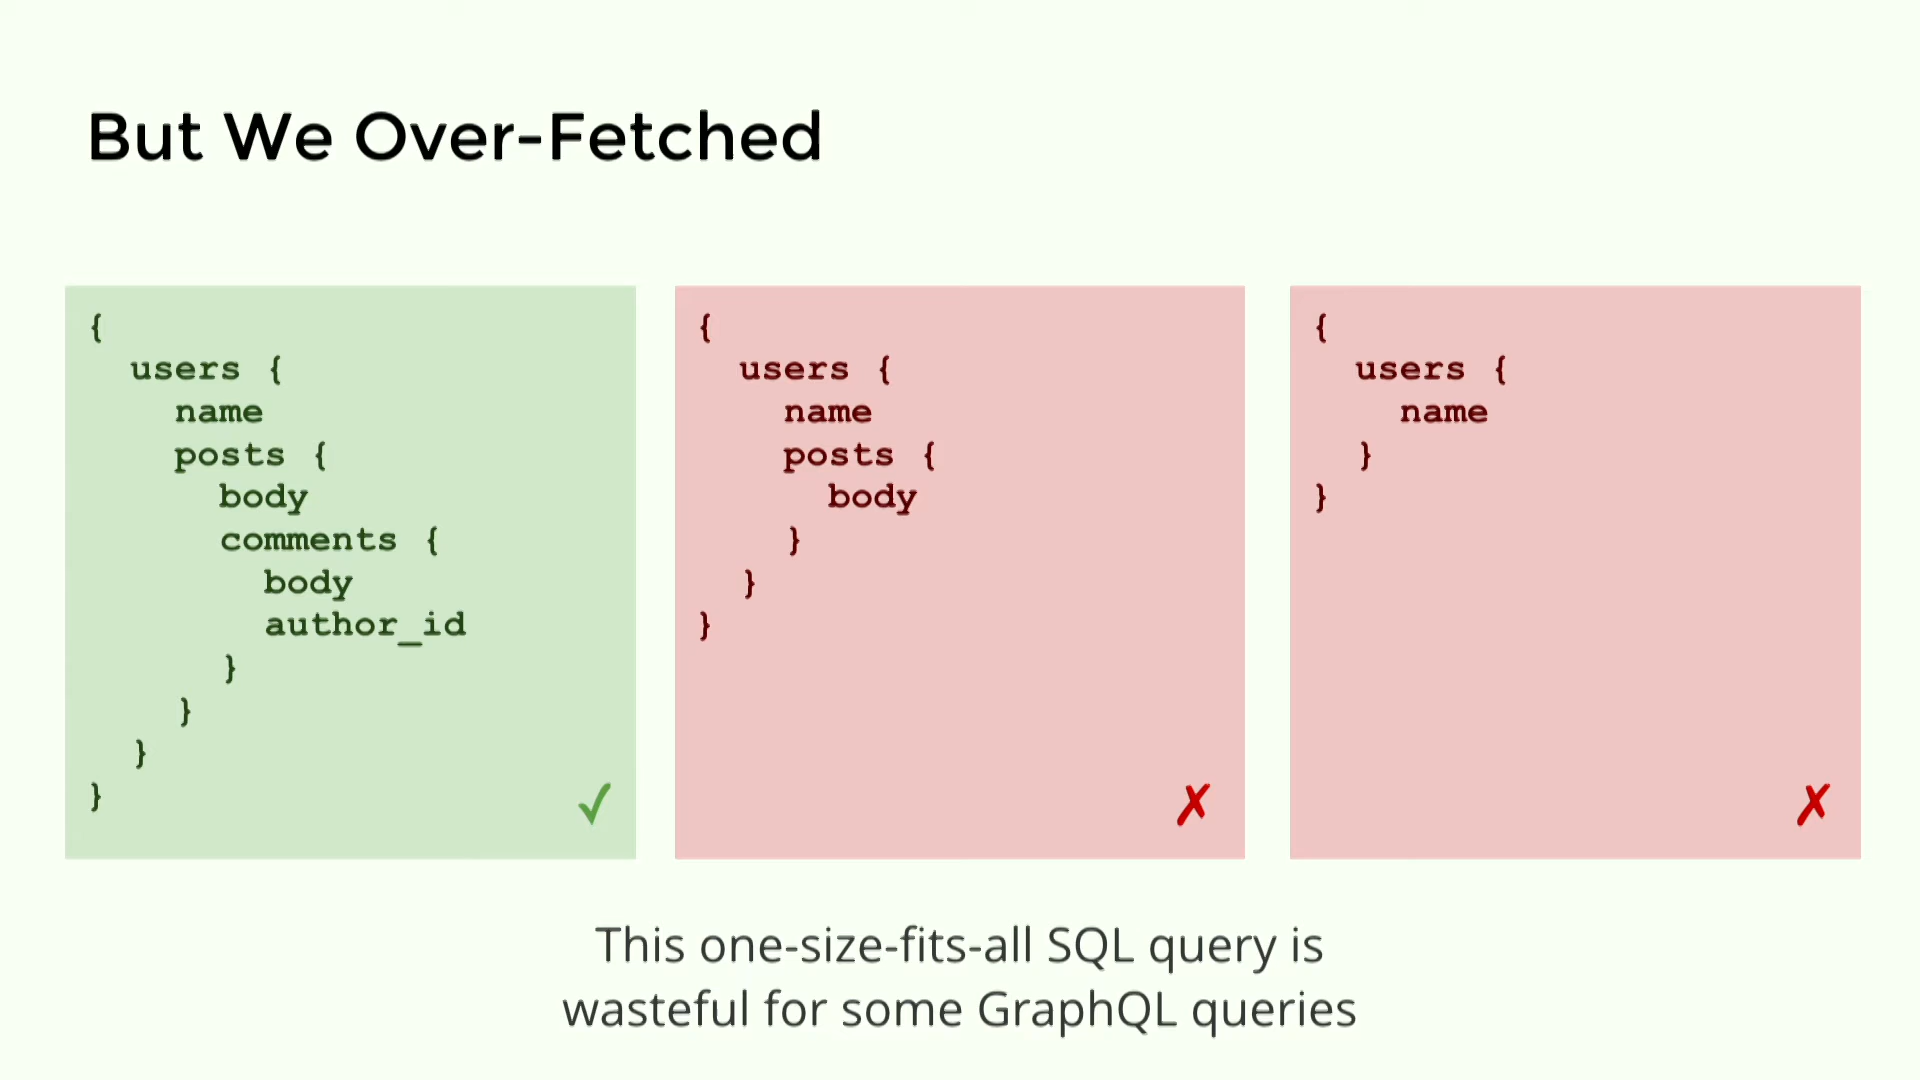 But We Over-Fetched
{
  users {
    name
    posts {
      body
      comments {
        body
        author_id
      }
    }
  }
}
✓
{
  users {
    name
    posts {
      body
    }
  }
}
✗
{
  users {
    name
  }
}
✗
This one-size-fits-all SQL query is
wasteful for some GraphQL queries